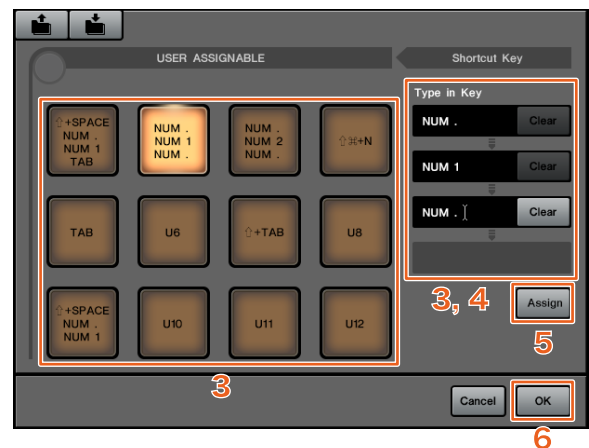 USER ASSIGNABLE
Shortcut Key
Type in Key
⇧+SPACE
NUM .
NUM 1
TAB
NUM .
NUM 1
NUM .
NUM .
NUM 2
NUM .
⇧⌘+N
NUM .
Clear
NUM 1
Clear
NUM .
Clear
TAB
U6
⇧+TAB
U8
3, 4
Assign
5
⇧+SPACE
NUM .
NUM 1
U10
U11
U12
3
Cancel
OK
6